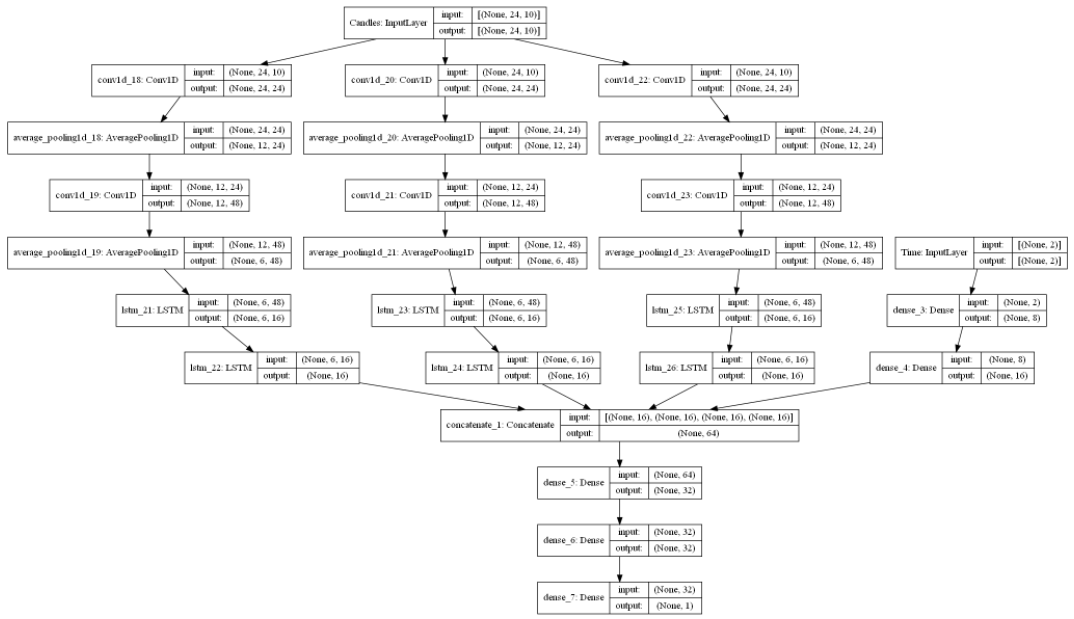 Candles: InputLayer input: [(None, 24, 10)]
output: [(None, 24, 10)]
conv1d_18: Conv1D input: (None, 24, 10)
output: (None, 24, 24)
conv1d_20: Conv1D input: (None, 24, 10)
output: (None, 24, 24)
conv1d_22: Conv1D input: (None, 24, 10)
output: (None, 24, 24)
average_pooling1d_18: AveragePooling1D input: (None, 24, 24)
output: (None, 12, 24)
average_pooling1d_20: AveragePooling1D input: (None, 24, 24)
output: (None, 12, 24)
average_pooling1d_22: AveragePooling1D input: (None, 24, 24)
output: (None, 12, 24)
conv1d_19: Conv1D input: (None, 12, 24)
output: (None, 12, 48)
conv1d_21: Conv1D input: (None, 12, 24)
output: (None, 12, 48)
conv1d_23: Conv1D input: (None, 12, 24)
output: (None, 12, 48)
average_pooling1d_19: AveragePooling1D input: (None, 12, 48)
output: (None, 6, 48)
average_pooling1d_21: AveragePooling1D input: (None, 12, 48)
output: (None, 6, 48)
average_pooling1d_23: AveragePooling1D input: (None, 12, 48)
output: (None, 6, 48)
Time: InputLayer input: [(None, 2)]
output: [(None, 2)]
lstm_21: LSTM input: (None, 6, 48)
output: (None, 6, 16)
lstm_23: LSTM input: (None, 6, 48)
output: (None, 6, 16)
lstm_25: LSTM input: (None, 6, 48)
output: (None, 6, 16)
dense_3: Dense input: (None, 2)
output: (None, 8)
lstm_22: LSTM input: (None, 6, 16)
output: (None, 16)
lstm_24: LSTM input: (None, 6, 16)
output: (None, 16)
lstm_26: LSTM input: (None, 6, 16)
output: (None, 16)
dense_4: Dense input: (None, 8)
output: (None, 16)
concatenate_1: Concatenate input: [(None, 16), (None, 16), (None, 16), (None, 16)]
output: (None, 64)
dense_5: Dense input: (None, 64)
output: (None, 32)
dense_6: Dense input: (None, 32)
output: (None, 32)
dense_7: Dense input: (None, 32)
output: (None, 1)